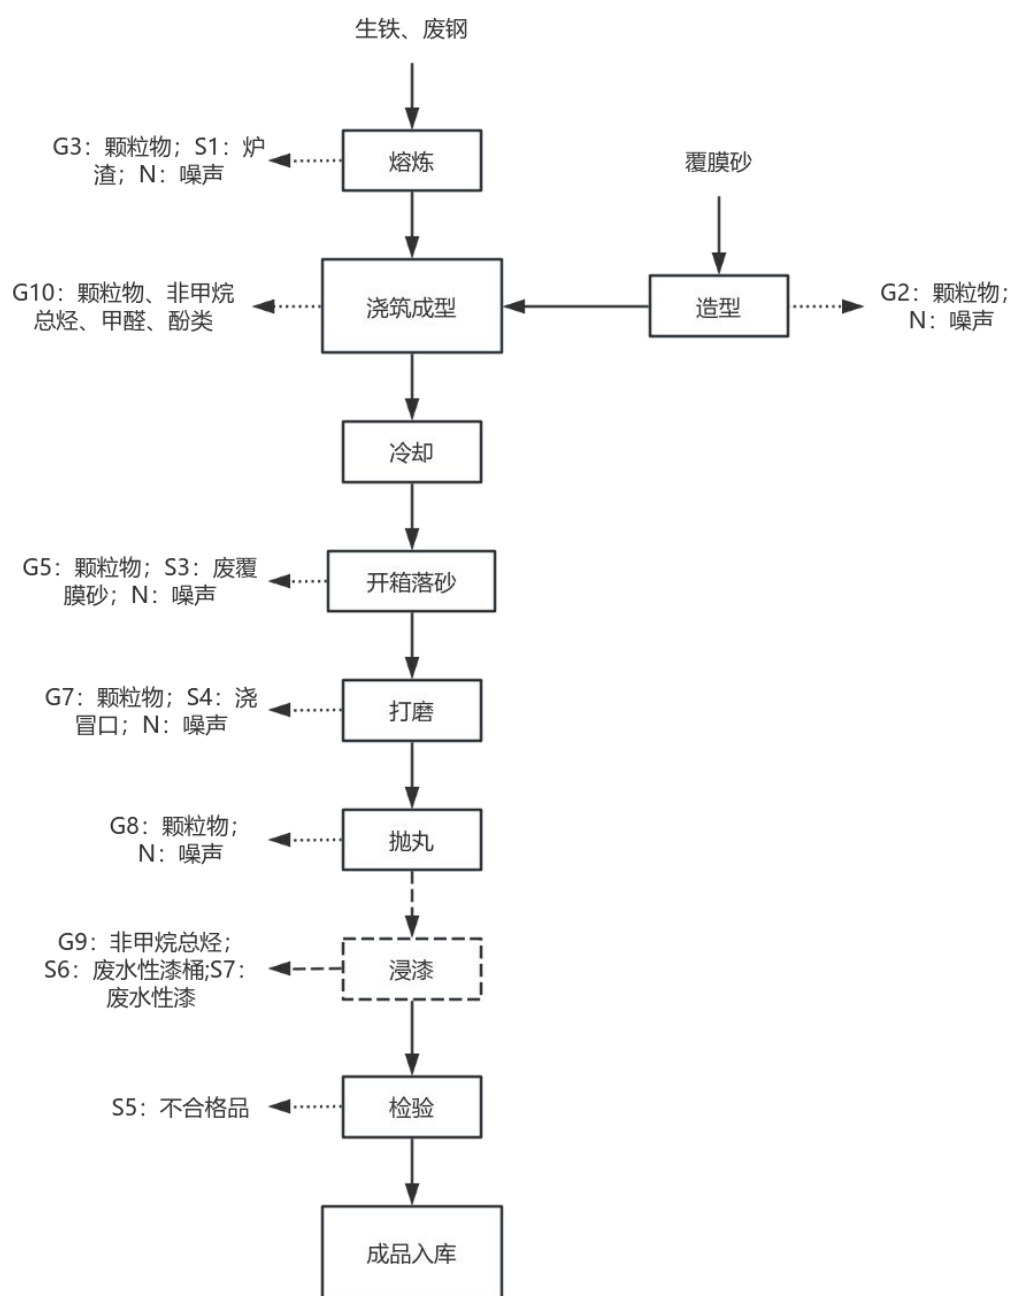 生铁、废钢
G3：颗粒物；S1：炉
渣；N：噪声
熔炼
覆膜砂
G10：颗粒物、非甲烷
总烃、甲醛、酚类
浇筑成型
造型
G2：颗粒物；
N：噪声
冷却
G5：颗粒物；S3：废覆
膜砂；N：噪声
开箱落砂
G7：颗粒物；S4：浇
冒口；N：噪声
打磨
G8：颗粒物；
N：噪声
抛丸
G9：非甲烷总烃；
S6：废水性漆桶;S7：
废水性漆
浸漆
S5：不合格品
检验
成品入库